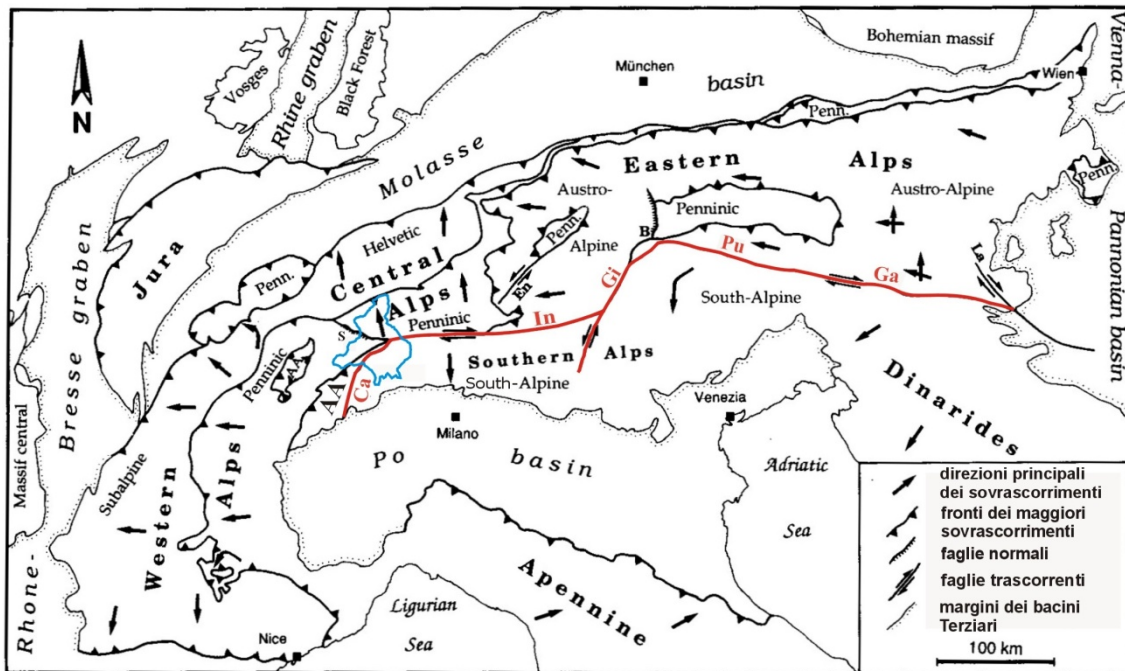 Bohemian massif
Vienna-
Vosges
Rhine graben
Black Forest
München
basin
Wien
N
Penn.
Molasse
Eastern
Alps
Austro-
Austro-Alpine
Penn.
Bresse graben
Jura
Helvetic
Penn.
Alpine
Penninic
B
Pu
Pannonian basin
Penn.
Central
Alps
En
Gi
Ga
La
South-Alpine
S
Penninic
In
Penninic
AA
Southern
Alps
South-Alpine
AA
Ca
Massif central
Milano
Venezia
Dinarides
Subalpine
Po
basin
Adriatic
Sea
Western
Alps
Apennine
Rhone-
Nice
Ligurian
Sea
direzioni principali
dei sovrascorrimenti
fronti dei maggiori
sovrascorrimenti
faglie normali
faglie trascorrenti
margini dei bacini
Terziari
100 km